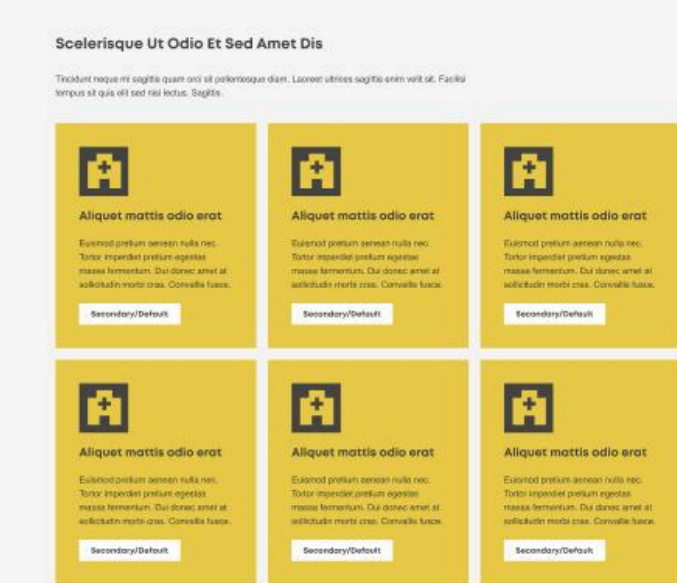 Scelerisque Ut Odio Et Sed Amet Dis
Tincidunt neque mi sagittis quam orci sit pellentesque diam. Laoreet ultrices sagittis enim velit sit. Facilisi
tempus sit quis elit sed nisi lectus. Sagittis.
Aliquet mattis odio erat
Euismod pretium aenean nulla nec.
Tortor imperdiet pretium egestas
massa fermentum. Dui donec amet at
sollicitudin morbi cras. Convallis fusce.
Secondary/Default
Aliquet mattis odio erat
Euismod pretium aenean nulla nec.
Tortor imperdiet pretium egestas
massa fermentum. Dui donec amet at
sollicitudin morbi cras. Convallis fusce.
Secondary/Default
Aliquet mattis odio erat
Euismod pretium aenean nulla nec.
Tortor imperdiet pretium egestas
massa fermentum. Dui donec amet at
sollicitudin morbi cras. Convallis fusce.
Secondary/Default
Aliquet mattis odio erat
Euismod pretium aenean nulla nec.
Tortor imperdiet pretium egestas
massa fermentum. Dui donec amet at
sollicitudin morbi cras. Convallis fusce.
Secondary/Default
Aliquet mattis odio erat
Euismod pretium aenean nulla nec.
Tortor imperdiet pretium egestas
massa fermentum. Dui donec amet at
sollicitudin morbi cras. Convallis fusce.
Secondary/Default
Aliquet mattis odio erat
Euismod pretium aenean nulla nec.
Tortor imperdiet pretium egestas
massa fermentum. Dui donec amet at
sollicitudin morbi cras. Convallis fusce.
Secondary/Default